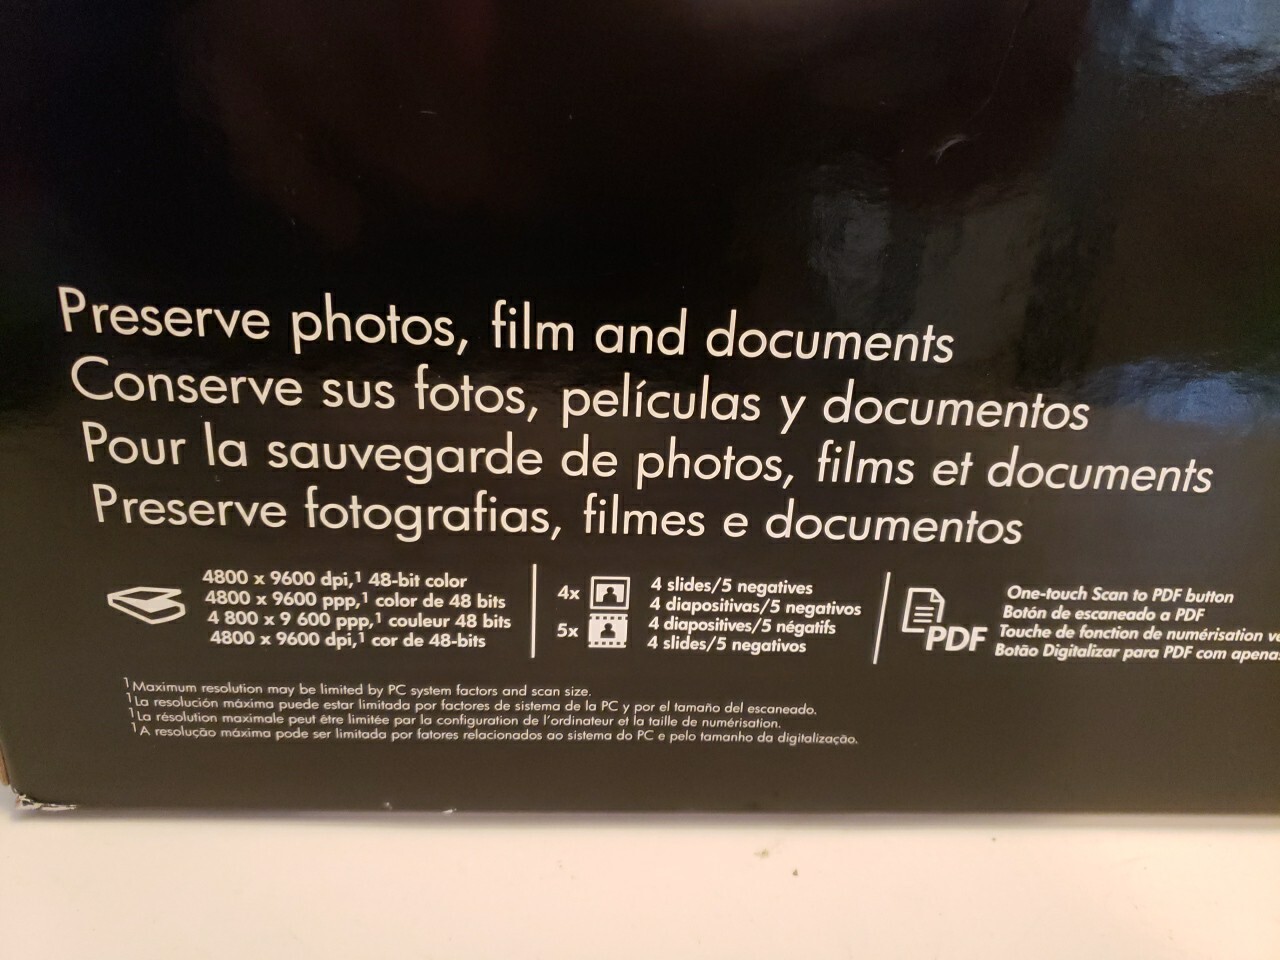 Preserve photos, film and documents
Conserve sus fotos, películas y documentos
Pour la sauvegarde de photos, films et documents
Preserve fotografias, filmes e documentos
4800 x 9600 dpi,¹ 48-bit color
4800 x 9600 ppp,¹ color de 48 bits
4 800 x 9 600 ppp,¹ couleur 48 bits
4800 x 9600 dpi,¹ cor de 48-bits
4x
5x
4 slides/5 negatives
4 diapositivas/5 negativos
4 diapositives/5 négatifs
4 slides/5 negativos
PDF
One-touch Scan to PDF button
Botón de escaneado a PDF
Touche de fonction de numérisation
Botão Digitalizar para PDF com
¹ Maximum resolution may be limited by PC system factors and scan size.
¹ La resolución máxima puede estar limitada por factores de sistema de la PC y por el tamaño del escaneado.
¹ La résolution maximale peut être limitée par la configuration de l'ordinateur et la taille de numérisation.
¹ A resolução máxima pode ser limitada por fatores relacionados ao sistema do PC e pelo tamanho da digitalização.